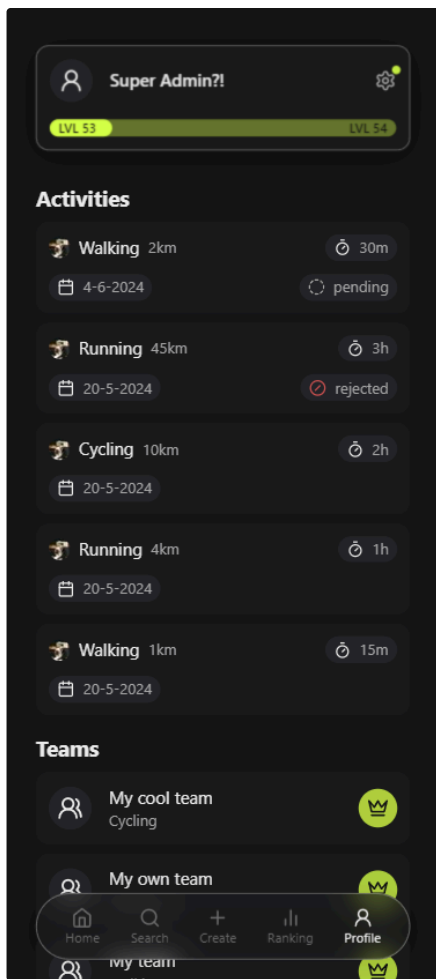 Super Admin?!
LVL 53 LVL 54
Activities
Walking 2km 30m
4-6-2024 pending
Running 45km 3h
20-5-2024 rejected
Cycling 10km 2h
20-5-2024
Running 4km 1h
20-5-2024
Walking 1km 15m
20-5-2024
Teams
My cool team
Cycling
My own team
Home Search Create Ranking Profile
My team